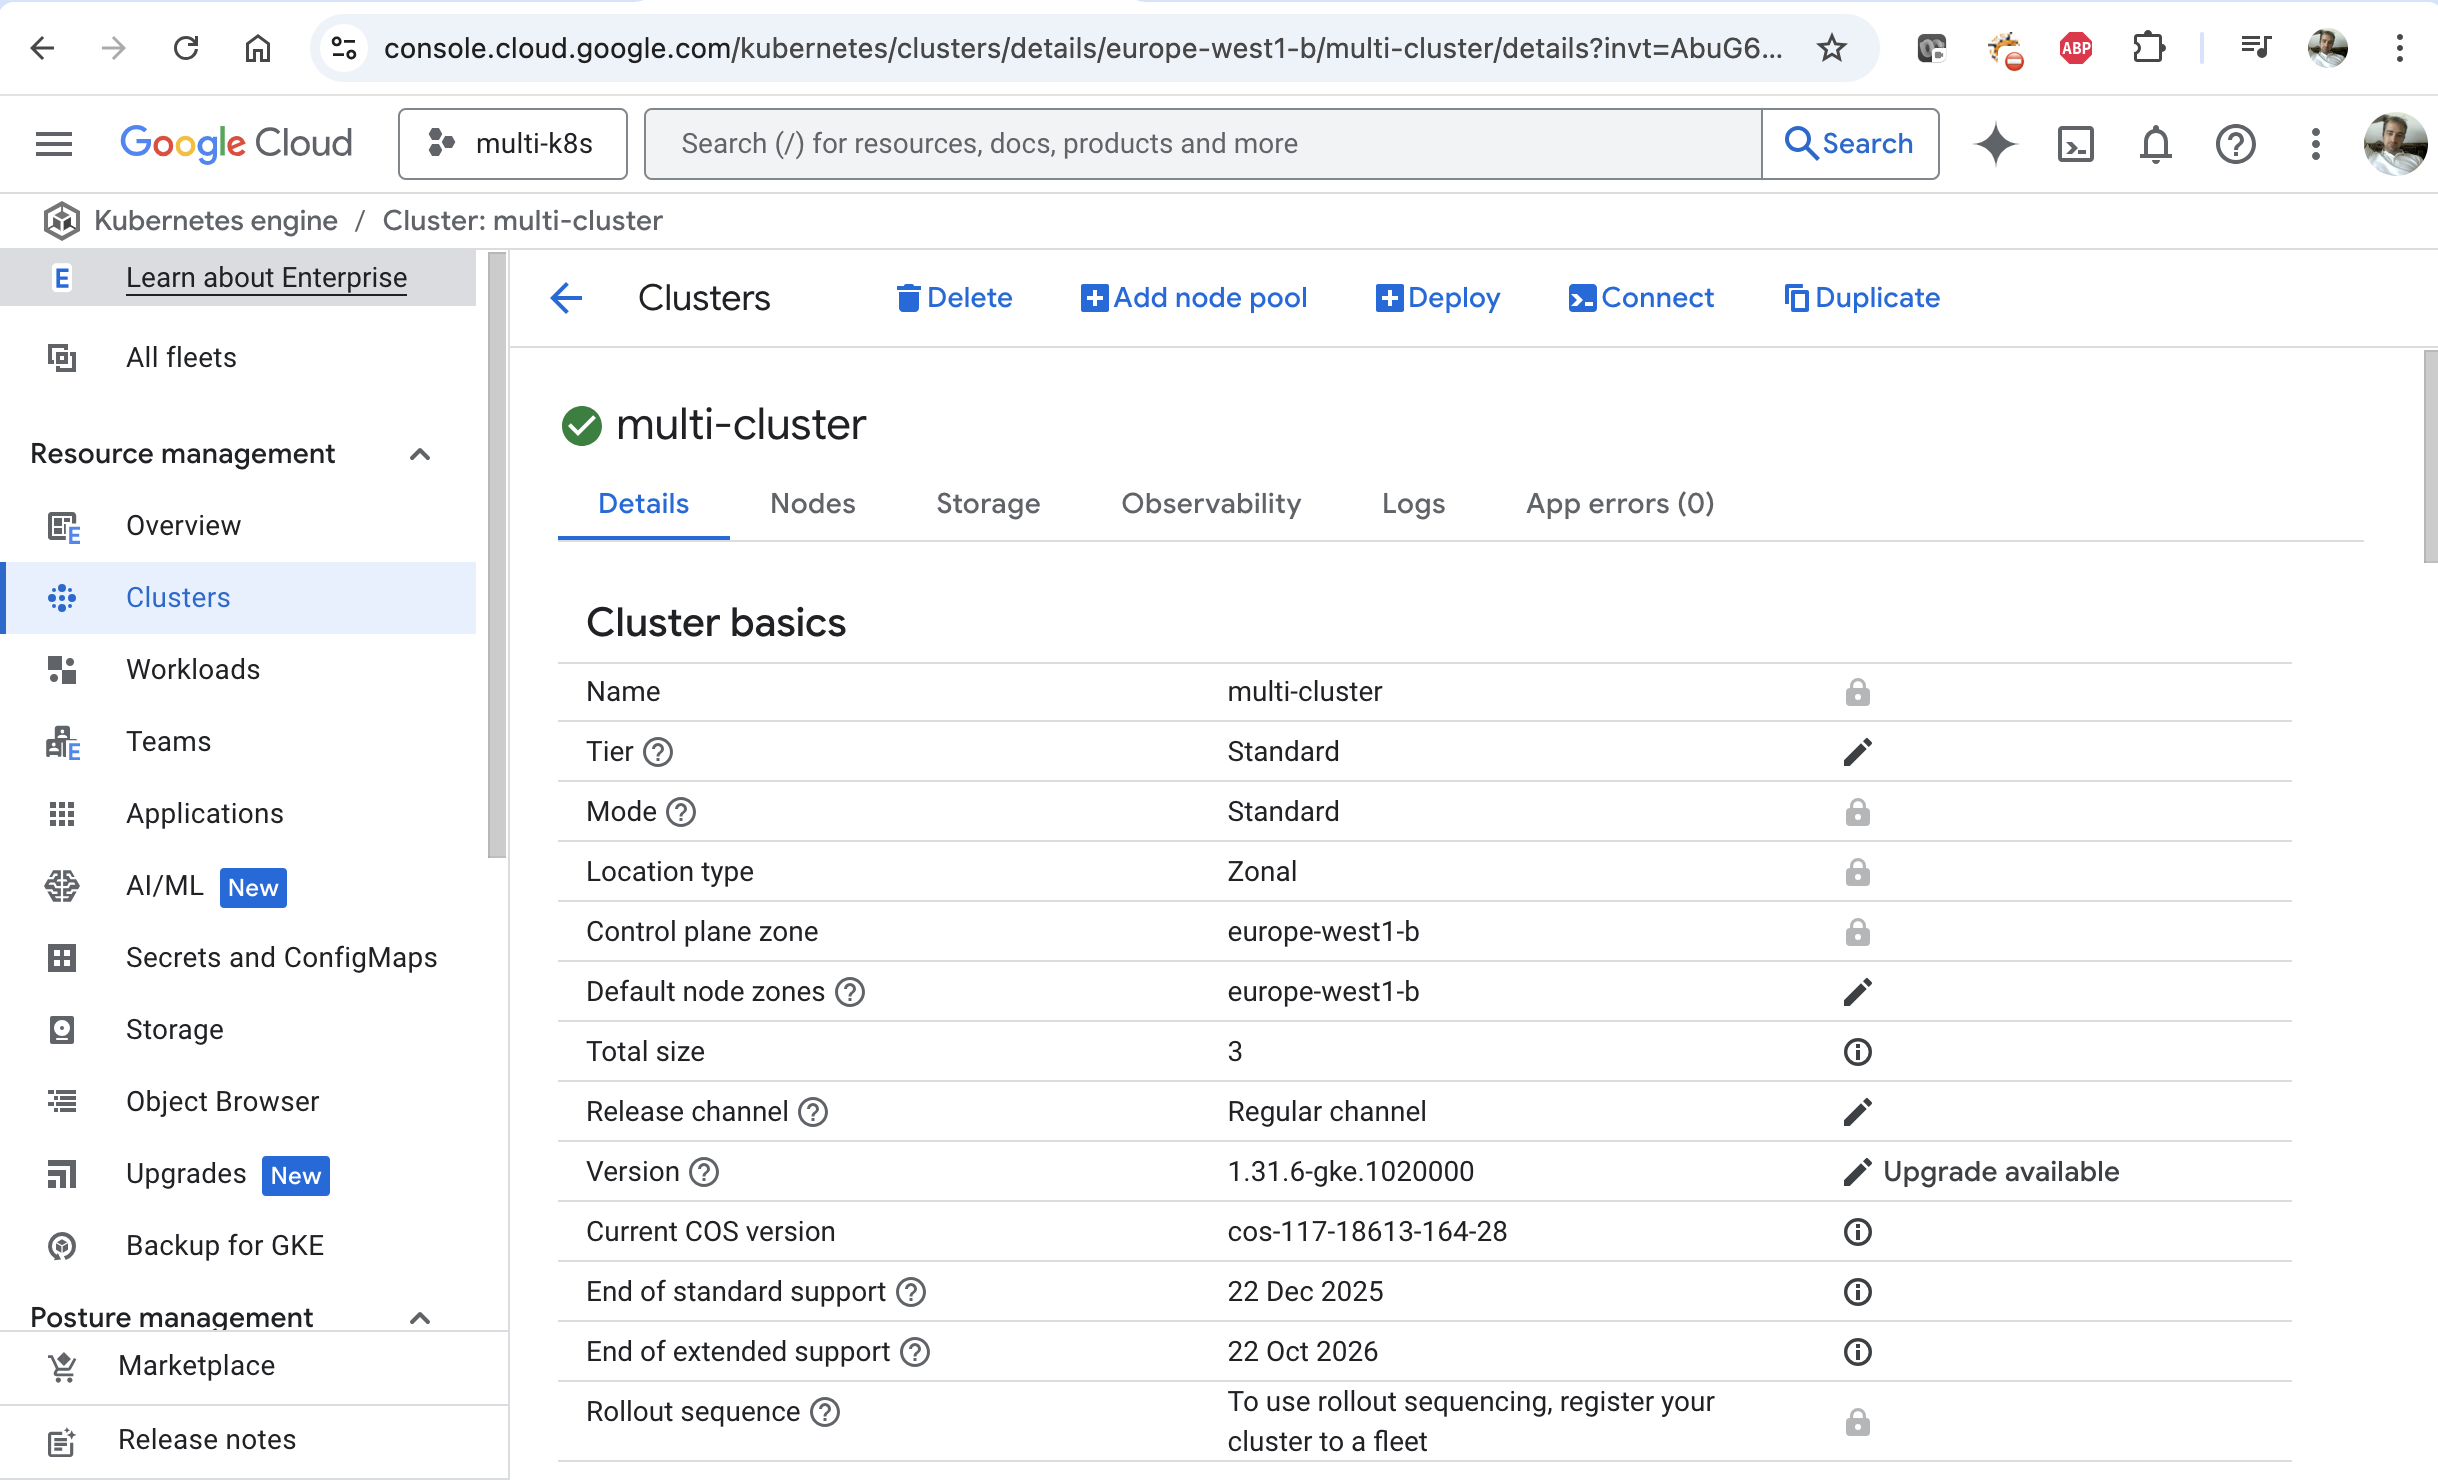 console.cloud.google.com/kubernetes/clusters/details/europe-west1-b/multi-cluster/details?invt=AbuG6...
ABP
Google Cloud
multi-k8s
Search (/) for resources, docs, products and more
Search
Kubernetes engine / Cluster: multi-cluster
E Learn about Enterprise
All fleets
Resource management
Overview
Clusters
Workloads
Teams
Applications
AI/ML New
Secrets and ConfigMaps
Storage
Object Browser
Upgrades New
Backup for GKE
Posture management
Marketplace
Release notes
Clusters
Delete
Add node pool
Deploy
Connect
Duplicate
multi-cluster
Details
Nodes
Storage
Observability
Logs
App errors (0)
Cluster basics
Name multi-cluster
Tier Standard
Mode Standard
Location type Zonal
Control plane zone europe-west1-b
Default node zones europe-west1-b
Total size 3
Release channel Regular channel
Version 1.31.6-gke.1020000 Upgrade available
Current COS version cos-117-18613-164-28
End of standard support 22 Dec 2025
End of extended support 22 Oct 2026
Rollout sequence To use rollout sequencing, register your
cluster to a fleet